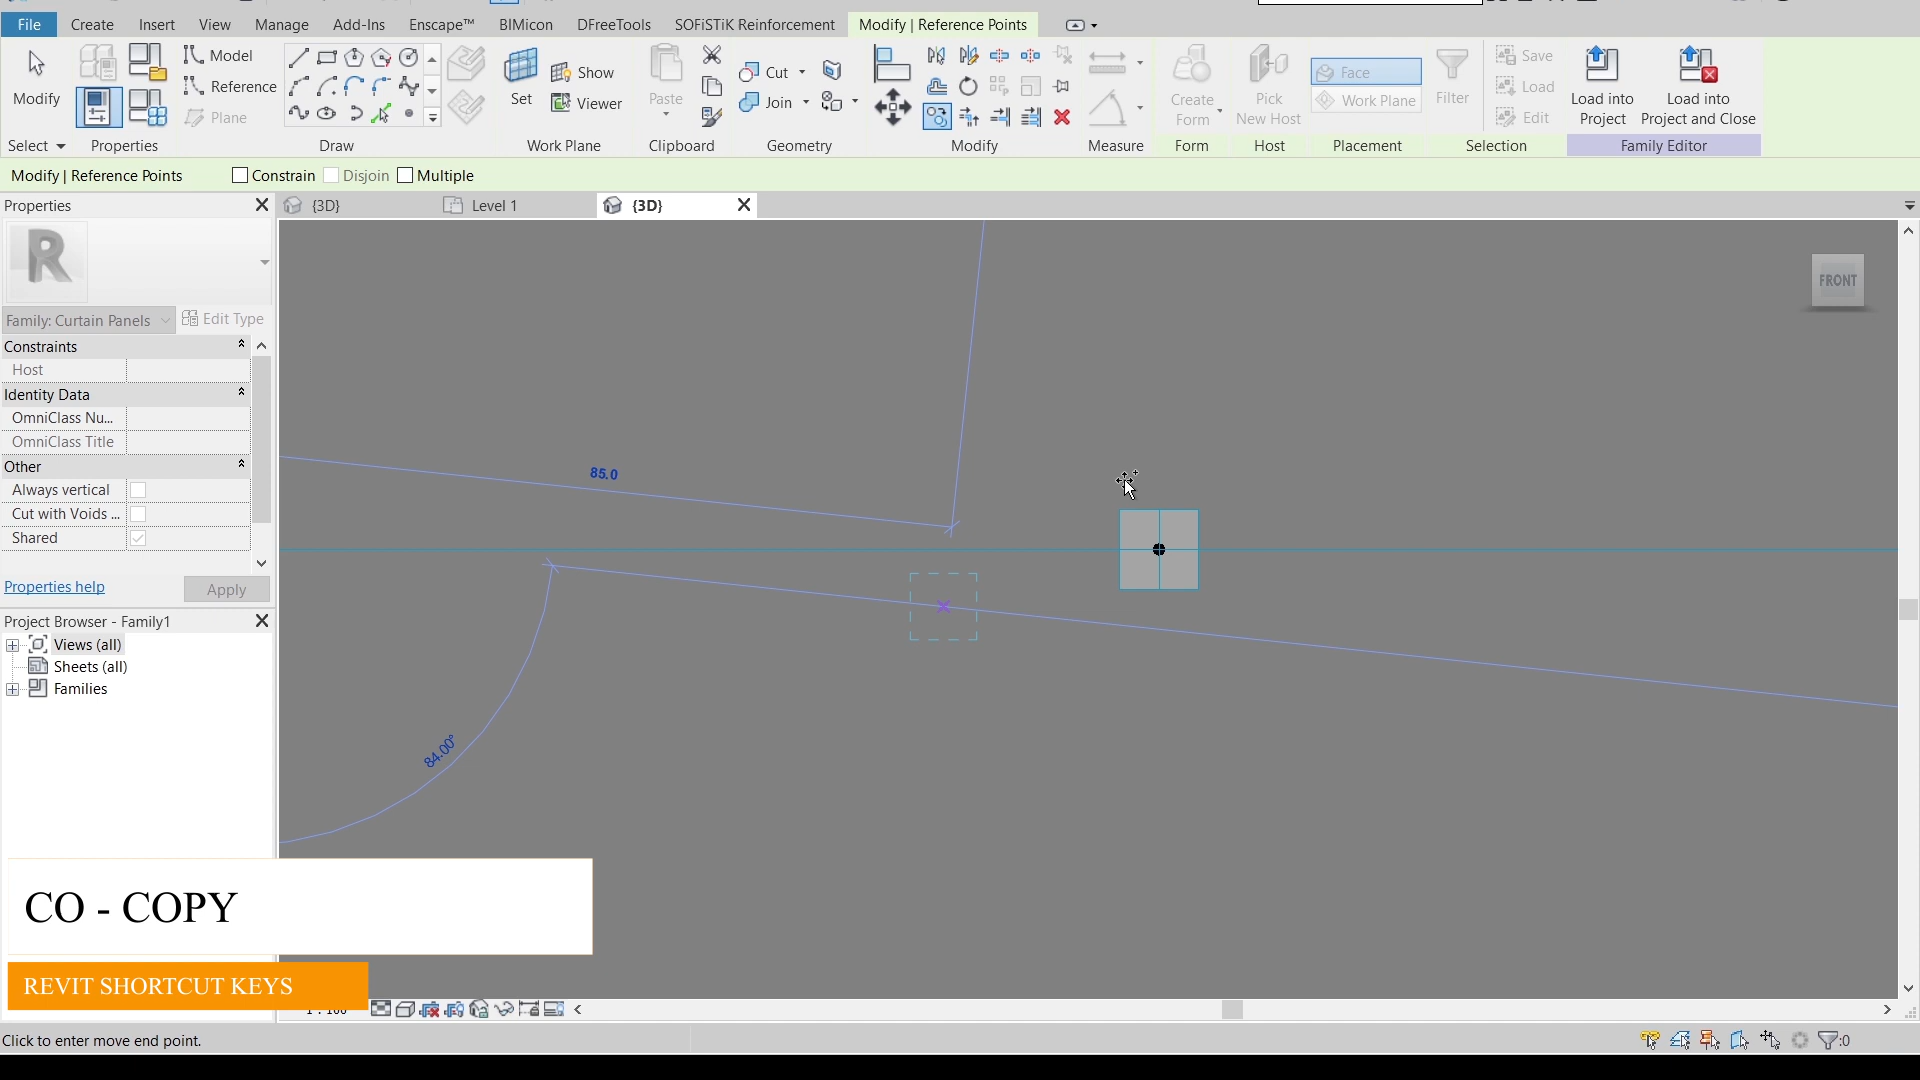 File Create Insert View Manage Add-Ins Enscape™ BIMicon DFreeTools SOFiSTiK Reinforcement Modify | Reference Points
Modify
Model
Reference
Plane
Set
Show
Viewer
Paste
Cut
Join
Create
Form
Pick
New Host
Face
Work Plane
Filter
Save
Load
Edit
Load into
Project
Load into
Project and Close
Select Properties Draw Work Plane Clipboard Geometry Modify Measure Form Host Placement Selection Family Editor
Modify | Reference Points Constrain Disjoin Multiple
Properties
{3D} Level 1 {3D}
R
Family: Curtain Panels Edit Type
Constraints
Host
Identity Data
OmniClass Nu...
OmniClass Title
Other
Always vertical
Cut with Voids ...
Shared
Properties help Apply
Project Browser - Family1
Views (all)
Sheets (all)
Families
FRONT
85.0
84.00°
CO - COPY
REVIT SHORTCUT KEYS
Click to enter move end point.
:0